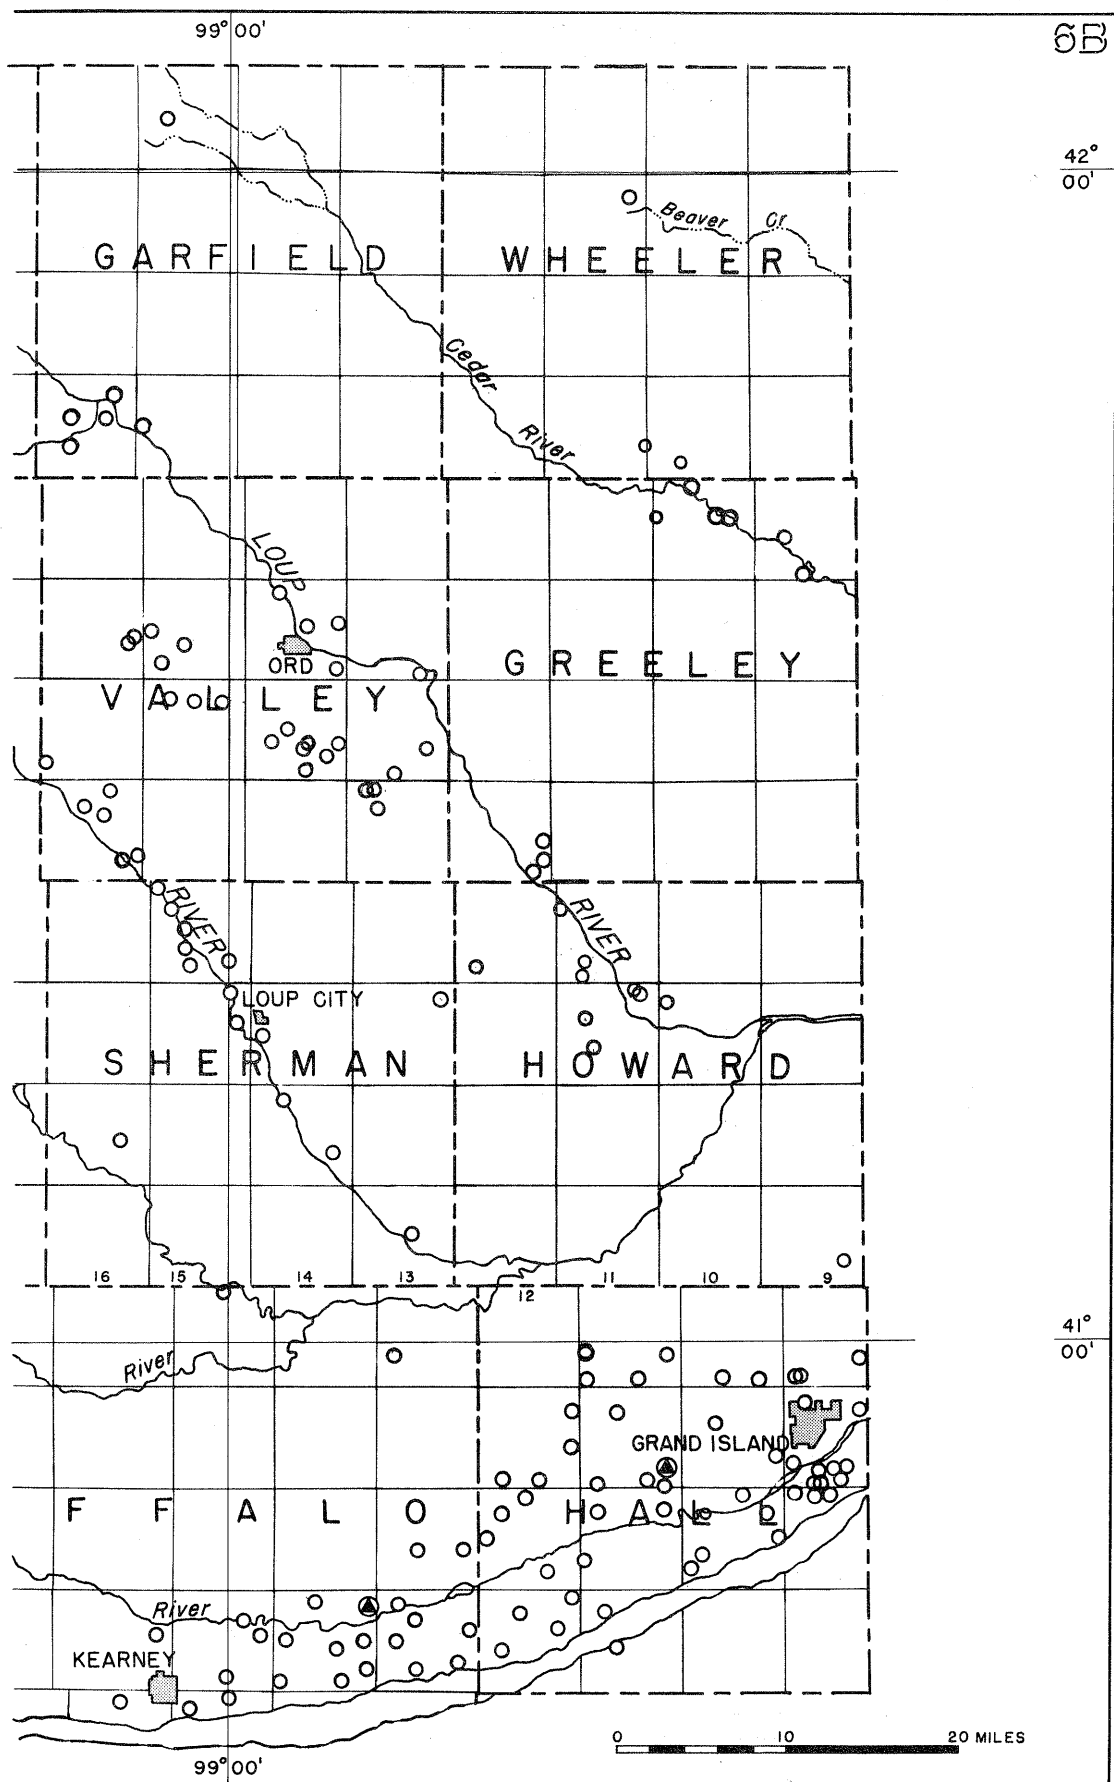 99° 00'
6B
42° 00'
Beaver Cr
GARFIELD
WHEELER
Cedar River
LOUP
ORD
GREELEY
VALLEY
RIVER
RIVER
LOUP CITY
SHERMAN
HOWARD
16 15 14 13 12 11 10 9
41° 00'
River
GRAND ISLAND
FFALO
HALL
River
KEARNEY
0 10 20 MILES
99° 00'